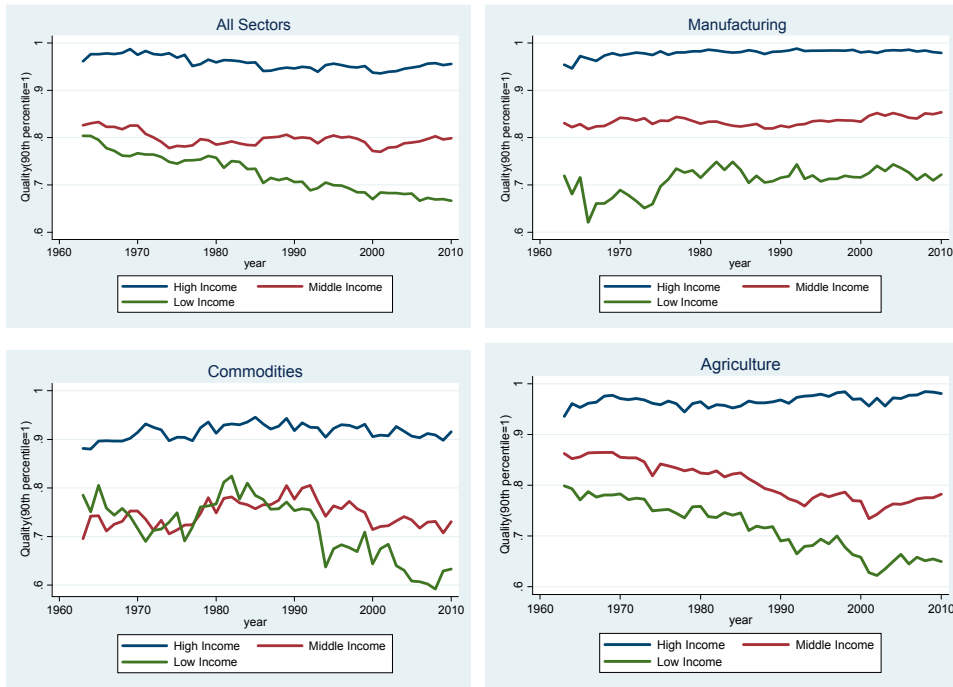 All Sectors
Quality(90th percentile=1)
1
.9
.8
.7
.6
1960 1970 1980 1990 2000 2010
year
High Income Middle Income
Low Income
Manufacturing
Quality(90th percentile=1)
1
.9
.8
.7
.6
1960 1970 1980 1990 2000 2010
year
High Income Middle Income
Low Income
Commodities
Quality(90th percentile=1)
1
.9
.8
.7
.6
1960 1970 1980 1990 2000 2010
year
High Income Middle Income
Low Income
Agriculture
Quality(90th percentile=1)
1
.9
.8
.7
.6
1960 1970 1980 1990 2000 2010
year
High Income Middle Income
Low Income